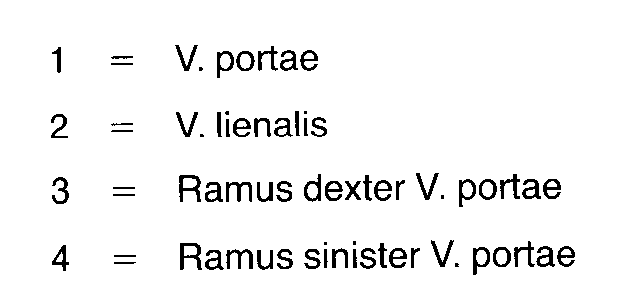 1 = V. portae
2 = V. lienalis
3 = Ramus dexter V. portae
4 = Ramus sinister V. portae